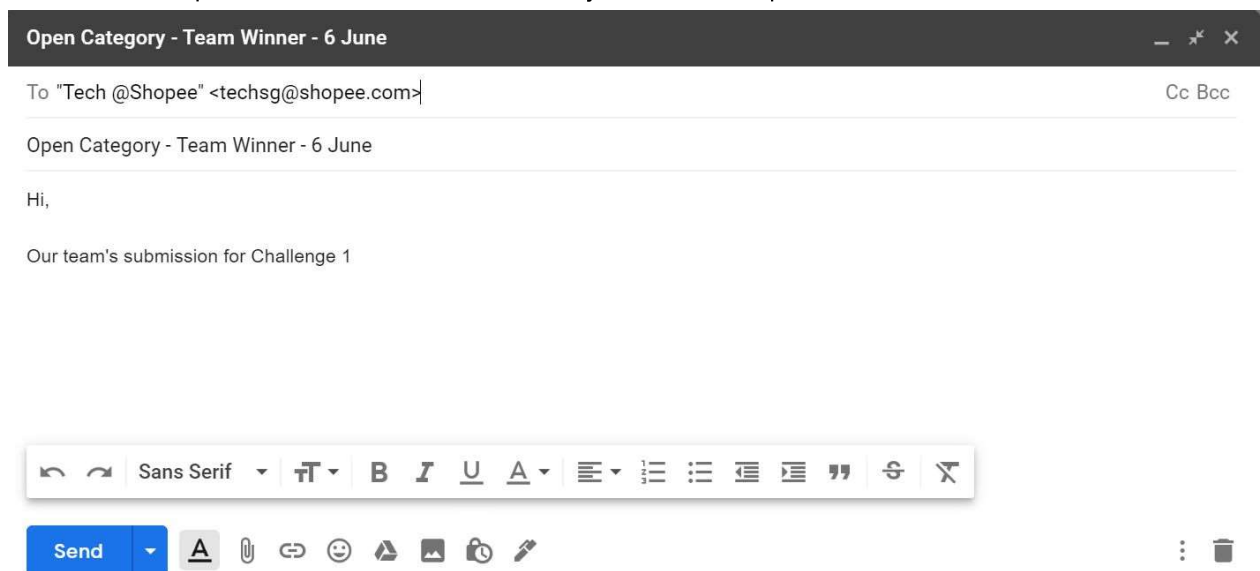 Open Category - Team Winner - 6 June
To "Tech @Shopee" <techsg@shopee.com> Cc Bcc
Open Category - Team Winner - 6 June
Hi,
Our team's submission for Challenge 1
Sans Serif
Send